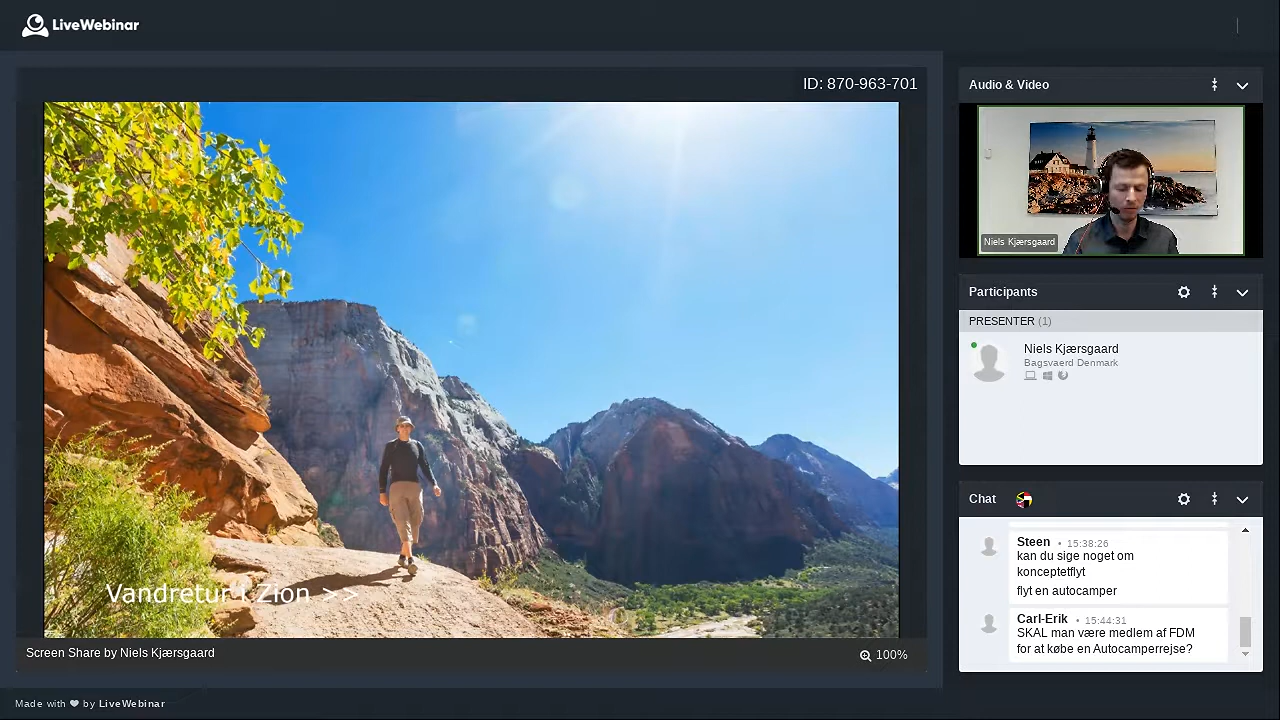 LiveWebinar
ID: 870-963-701
Audio & Video
Niels Kjærsgaard
Participants
PRESENTER (1)
Niels Kjærsgaard
Bagsvaerd Denmark
Chat
Steen • 15:38:26
kan du sige noget om
konceptetflyt
flyt en autocamper
Carl-Erik • 15:44:31
SKAL man være medlem af FDM
for at købe en Autocamperrejse?
Vandretur i Zion >>
Screen Share by Niels Kjærsgaard
100%
Made with ❤ by LiveWebinar